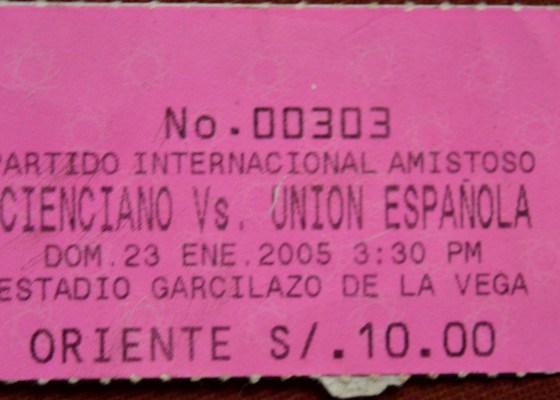 No.00303
PARTIDO INTERNACIONAL AMISTOSO
CIENCIANO Vs. UNION ESPAÑOLA
DOM.23 ENE.2005 3:30 PM
ESTADIO GARCILAZO DE LA VEGA
ORIENTE S/.10.00